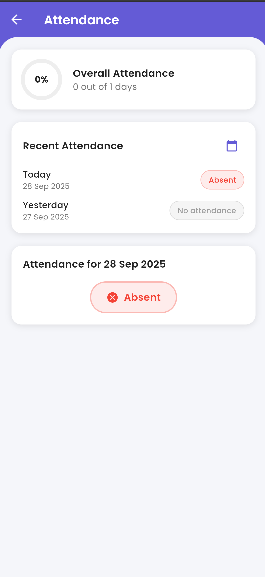 Attendance
0%
Overall Attendance
0 out of 1 days
Recent Attendance
Today
28 Sep 2025
Absent
Yesterday
27 Sep 2025
No attendance
Attendance for 28 Sep 2025
Absent